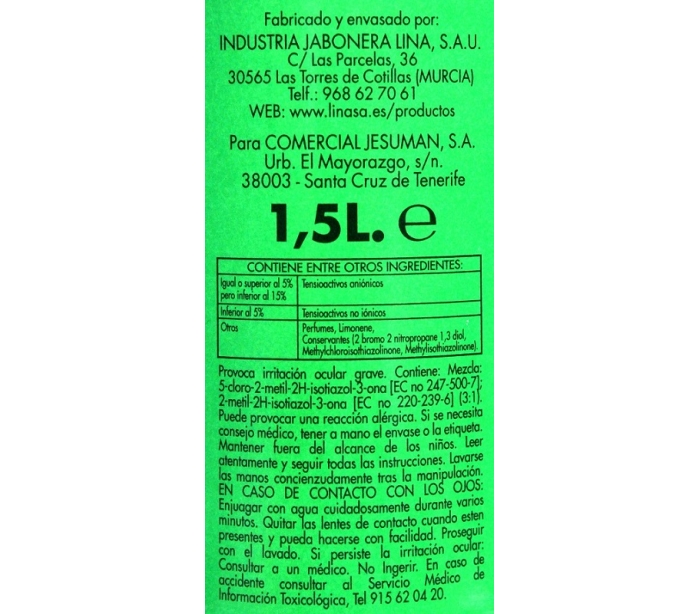 Fabricado y envasado por:
INDUSTRIA JABONERA LINA, S.A.U.
C/ Las Parcelas, 36
30565 Las Torres de Cotillas (MURCIA)
Telf.: 968 62 70 61
WEB: www.linasa.es/productos
Para COMERCIAL JESUMAN, S.A.
Urb. El Mayorazgo, s/n.
38003 - Santa Cruz de Tenerife
1,5L. ℮
CONTIENE ENTRE OTROS INGREDIENTES:
Igual o superior al 5% Tensioactivos aniónicos
pero inferior al 15%
Inferior al 5% Tensioactivos no iónicos
Otros Perfumes, Limonene,
Conservantes (2 bromo 2 nitropropane 1,3 diol,
Methylchloroisothiazolinone, Methylisothiazolinone).
Provoca irritación ocular grave. Contiene: Mezcla:
5-cloro-2-metil-2H-isotiazol-3-ona [EC no 247-500-7];
2-metil-2H-isotiazol-3-ona [EC no 220-239-6] (3:1).
Puede provocar una reacción alérgica. Si se necesita
consejo médico, tener a mano el envase o la etiqueta.
Mantener fuera del alcance de los niños. Leer
atentamente y seguir todas las instrucciones. Lavarse
las manos concienzudamente tras la manipulación.
EN CASO DE CONTACTO CON LOS OJOS:
Enjuagar con agua cuidadosamente durante varios
minutos. Quitar las lentes de contacto cuando estén
presentes y pueda hacerse con facilidad. Proseguir
con el lavado. Si persiste la irritación ocular:
Consultar a un médico. No Ingerir. En caso de
accidente consultar al Servicio Médico de
Información Toxicológica, Tel 915 62 04 20.